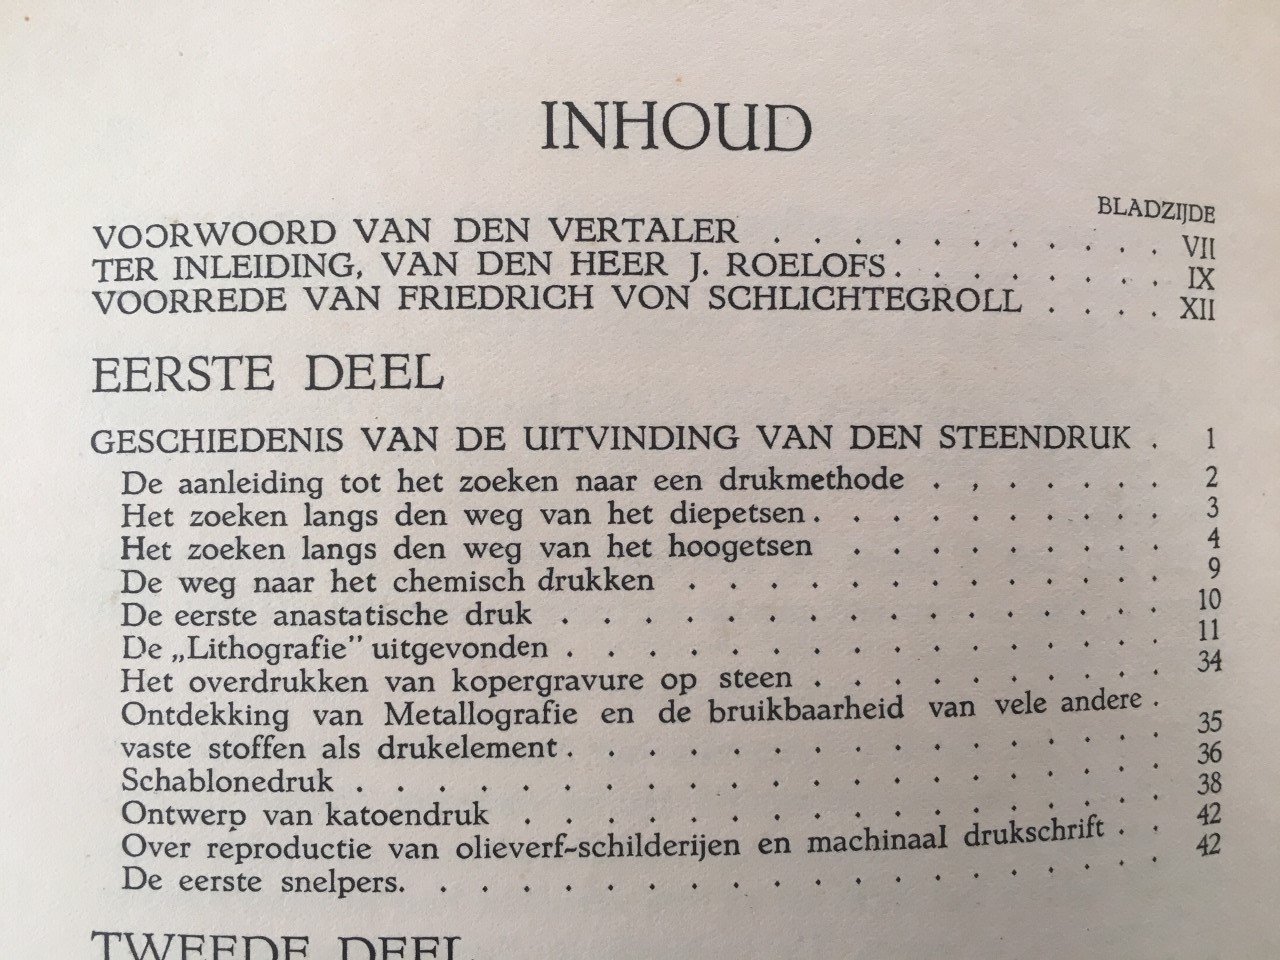 INHOUD
BLADZIJDE
VOORWOORD VAN DEN VERTALER . . . . . . . . . . . VII
TER INLEIDING, VAN DEN HEER J. ROELOFS . . . . . . . . IX
VOORREDE VAN FRIEDRICH VON SCHLICHTEGROLL . . . . XII
EERSTE DEEL
GESCHIEDENIS VAN DE UITVINDING VAN DEN STEENDRUK . 1
De aanleiding tot het zoeken naar een drukmethode . . . . . . . 2
Het zoeken langs den weg van het diepetsen . . . . . . . . . . 3
Het zoeken langs den weg van het hoogetsen . . . . . . . . . 4
De weg naar het chemisch drukken . . . . . . . . . . . . . 9
De eerste anastatische druk . . . . . . . . . . . . . . . . 10
De „Lithografie” uitgevonden . . . . . . . . . . . . . . . . 11
Het overdrukken van kopergravure op steen . . . . . . . . . . 34
Ontdekking van Metallografie en de bruikbaarheid van vele andere .
vaste stoffen als drukelement . . . . . . . . . . . . . . . . 35
Schablonedruk . . . . . . . . . . . . . . . . . . . . . . 36
Ontwerp van katoendruk . . . . . . . . . . . . . . . . . 38
Over reproductie van olieverf-schilderijen en machinaal drukschrift . . 42
De eerste snelpers. . . . . . . . . . . . . . . . . . . . 42
TWEEDE DEEL